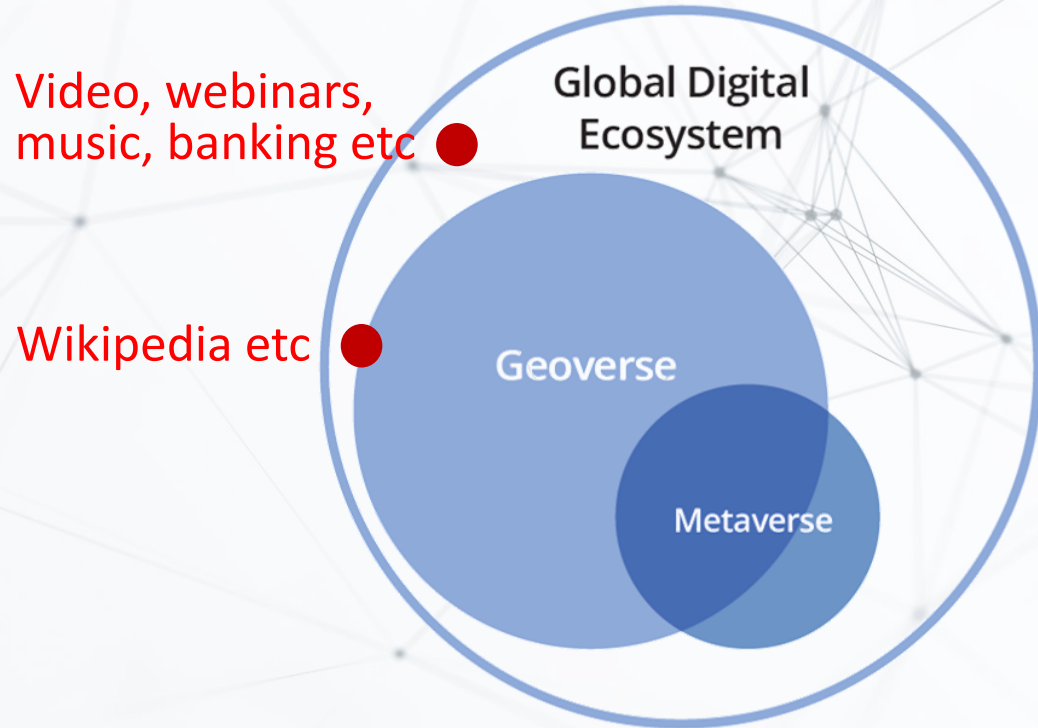 Video, webinars,
music, banking etc
Global Digital
Ecosystem
Wikipedia etc
Geoverse
Metaverse